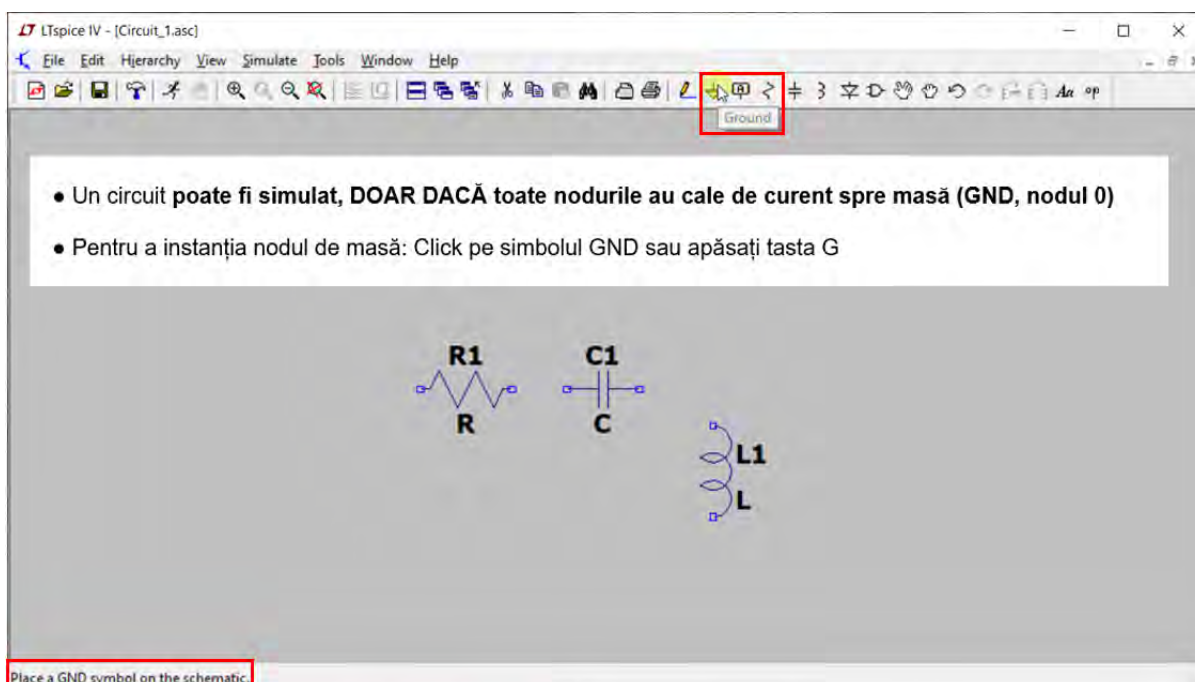 LTspice IV - [Circuit_1.asc]
File Edit Hierarchy View Simulate Tools Window Help
Aa .op
Ground
● Un circuit poate fi simulat, DOAR DACĂ toate nodurile au cale de curent spre masă (GND, nodul 0)
● Pentru a instanția nodul de masă: Click pe simbolul GND sau apăsați tasta G
R1 C1
R C
L1
L
Place a GND symbol on the schematic.